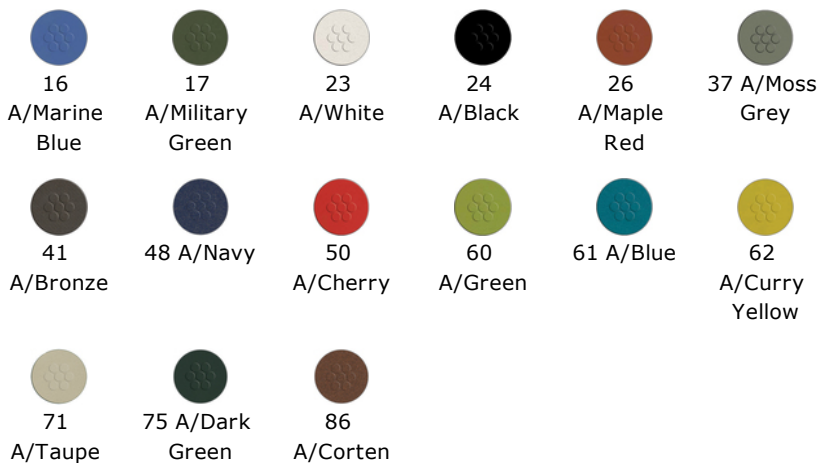 16
A/Marine
Blue
17
A/Military
Green
23
A/White
24
A/Black
26
A/Maple
Red
37 A/Moss
Grey
41
A/Bronze
48 A/Navy
50
A/Cherry
60
A/Green
61 A/Blue
62
A/Curry
Yellow
71
A/Taupe
75 A/Dark
Green
86
A/Corten